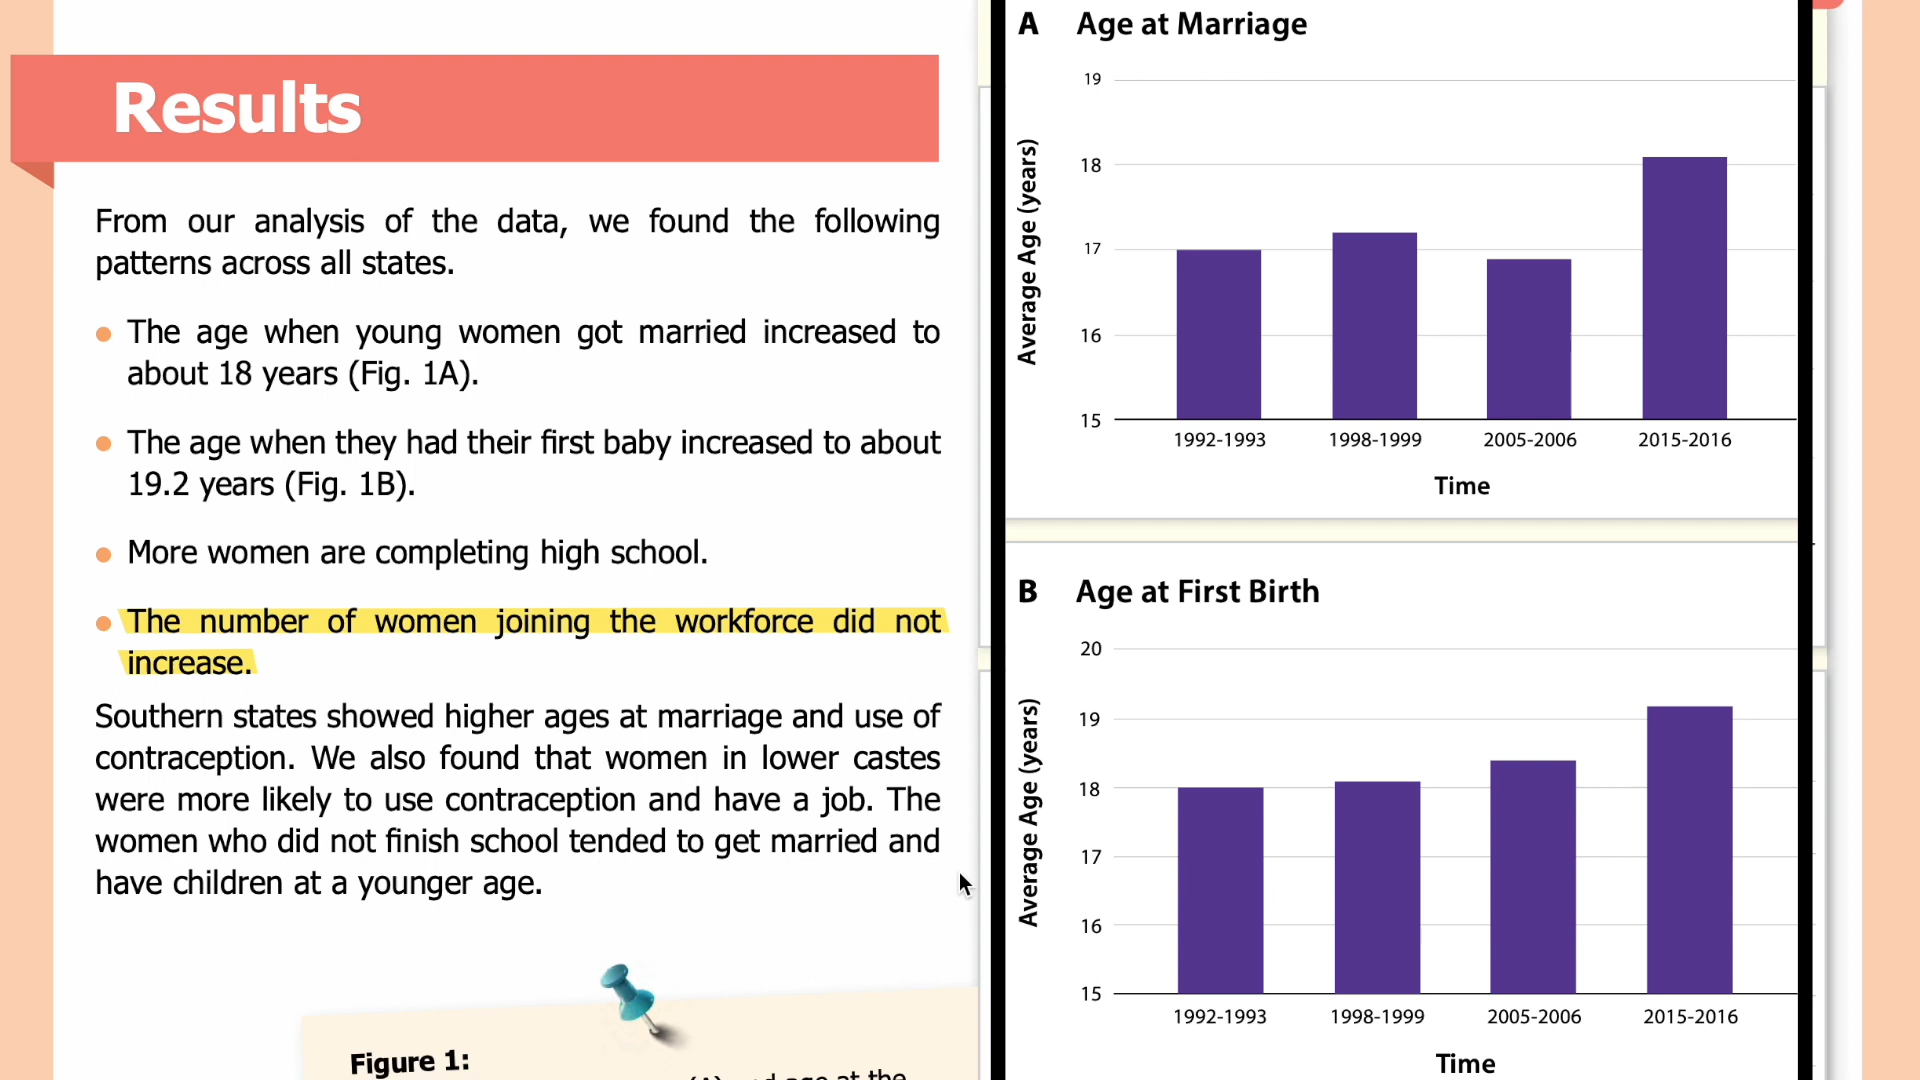 Results
From our analysis of the data, we found the following
patterns across all states.
The age when young women got married increased to
about 18 years (Fig. 1A).
The age when they had their first baby increased to about
19.2 years (Fig. 1B).
More women are completing high school.
The number of women joining the workforce did not
increase.
Southern states showed higher ages at marriage and use of
contraception. We also found that women in lower castes
were more likely to use contraception and have a job. The
women who did not finish school tended to get married and
have children at a younger age.
Figure 1:
(A) and age at the
A Age at Marriage
Average Age (years)
19
18
17
16
15
1992-1993 1998-1999 2005-2006 2015-2016
Time
B Age at First Birth
Average Age (years)
20
19
18
17
16
15
1992-1993 1998-1999 2005-2006 2015-2016
Time